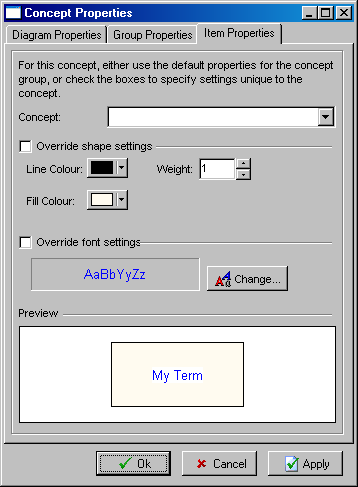 Concept Properties
Diagram Properties Group Properties Item Properties
For this concept, either use the default properties for the concept
group, or check the boxes to specify settings unique to the
concept.
Concept:
Override shape settings
Line Colour: Weight: 1
Fill Colour:
Override font settings
AaBbYyZz Change...
Preview
My Term
Ok Cancel Apply